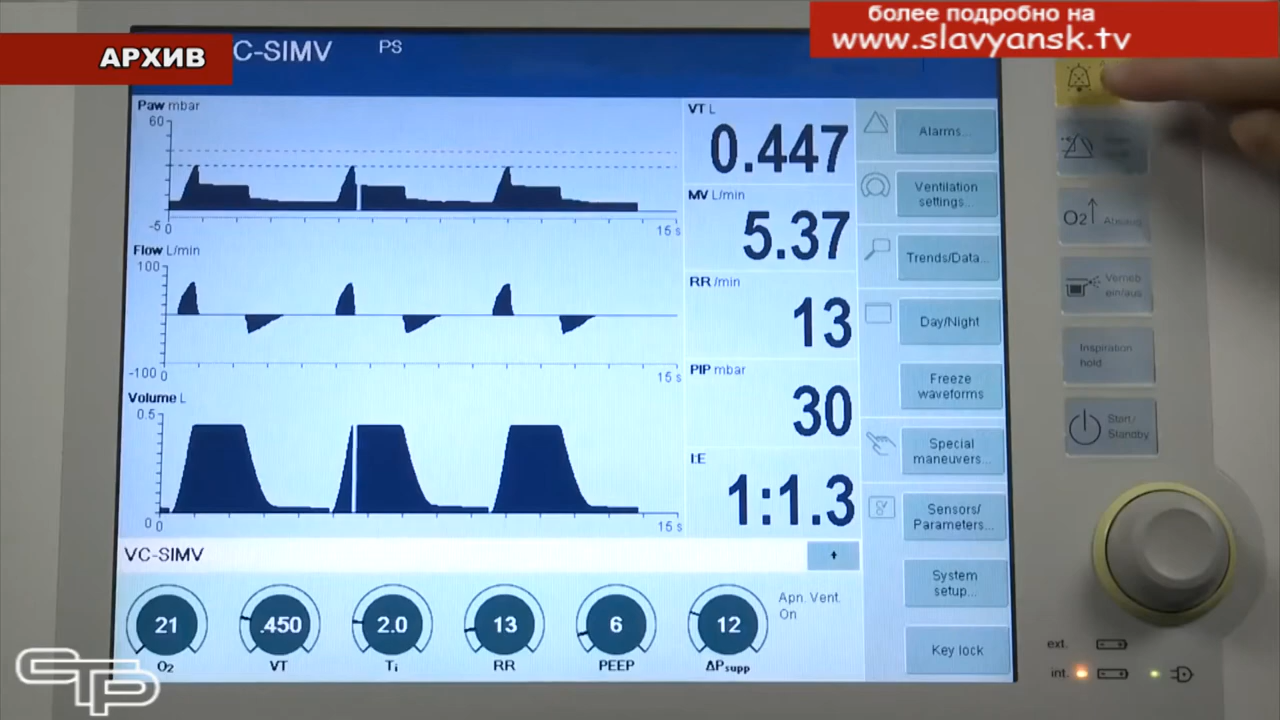 более подробно на
www.slavyansk.tv
АРХИВ
C-SIMV
PS
Paw mbar
60
-5 0
15 s
Flow L/min
100
-100 0
15 s
Volume L
0.5
0 0
15 s
VT L
0.447
MV L/min
5.37
RR /min
13
PIP mbar
30
I:E
1:1.3
Alarms...
Ventilation
settings...
Trends/Data...
Day/Night
Freeze
waveforms
Special
maneuvers...
Sensors/
Parameters...
System
setup...
Key lock
O2
Verneb
ein/aus
Inspiration
hold
Start/
Standby
VC-SIMV
21
.450
2.0
13
6
12
Apn. Vent.
On
O2
VT
Ti
RR
PEEP
ΔPsupp
ext.
int.
СТР